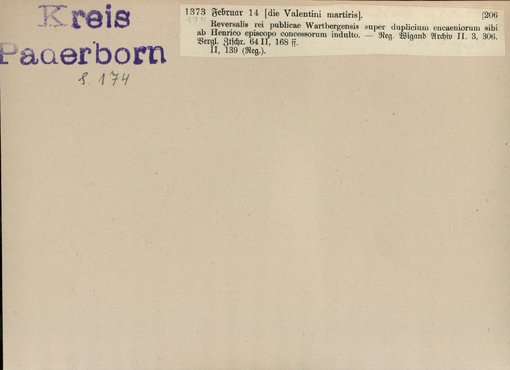 Kreis
Paderborn
S. 174
1373 Februar 14 [die Valentini martiris]. [206
Reversalis rei publicae Wartbergensis super duplicium encaeniorum sibi
ab Henrico episcopo concessorum indulto. — Reg. Wigand Archiv II. 3, 306.
Vergl. Ztschr. 64 II, 168 ff.
II, 139 (Reg.).